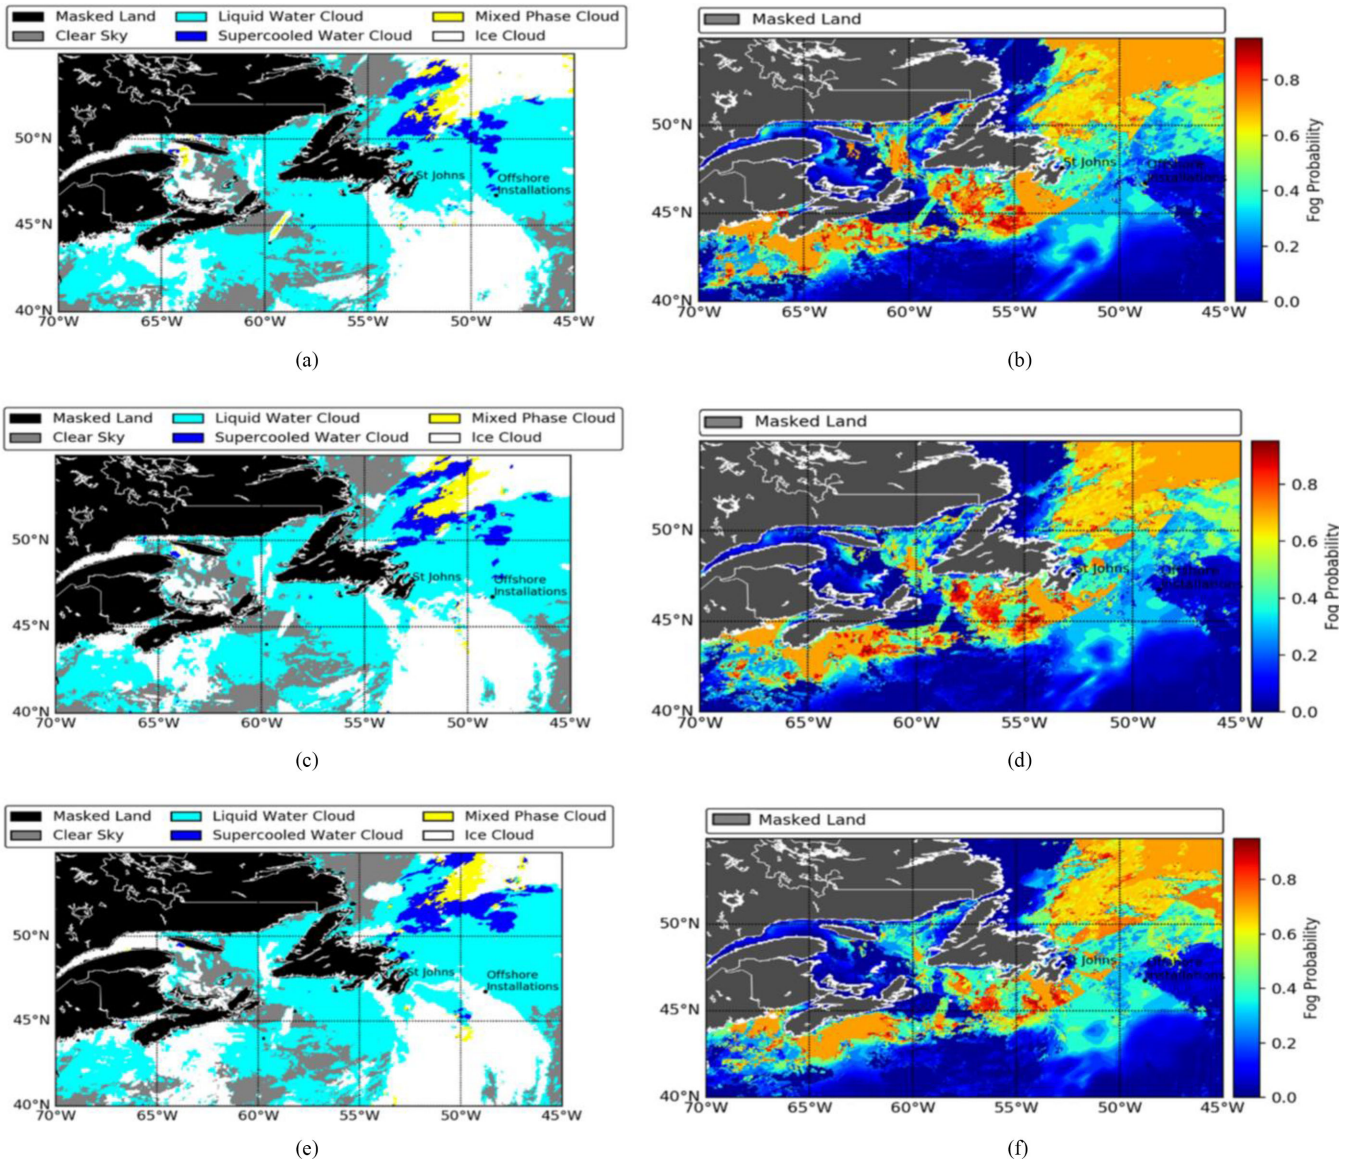 Masked Land Liquid Water Cloud Mixed Phase Cloud
Clear Sky Supercooled Water Cloud Ice Cloud
50°N
45°N
40°N
70°W 65°W 60°W 55°W 50°W 45°W
St Johns
Offshore
Installations
(a)
Masked Land
50°N
45°N
40°N
70°W 65°W 60°W 55°W 50°W 45°W
St Johns
Offshore
Installations
0.8
0.6
0.4
0.2
0.0
Fog Probability
(b)
Masked Land Liquid Water Cloud Mixed Phase Cloud
Clear Sky Supercooled Water Cloud Ice Cloud
50°N
45°N
40°N
70°W 65°W 60°W 55°W 50°W 45°W
St Johns
Offshore
Installations
(c)
Masked Land
50°N
45°N
40°N
70°W 65°W 60°W 55°W 50°W 45°W
St Johns
Offshore
Installations
0.8
0.6
0.4
0.2
0.0
Fog Probability
(d)
Masked Land Liquid Water Cloud Mixed Phase Cloud
Clear Sky Supercooled Water Cloud Ice Cloud
50°N
45°N
40°N
70°W 65°W 60°W 55°W 50°W 45°W
St Johns
Offshore
Installations
(e)
Masked Land
50°N
45°N
40°N
70°W 65°W 60°W 55°W 50°W 45°W
St Johns
Offshore
Installations
0.8
0.6
0.4
0.2
0.0
Fog Probability
(f)